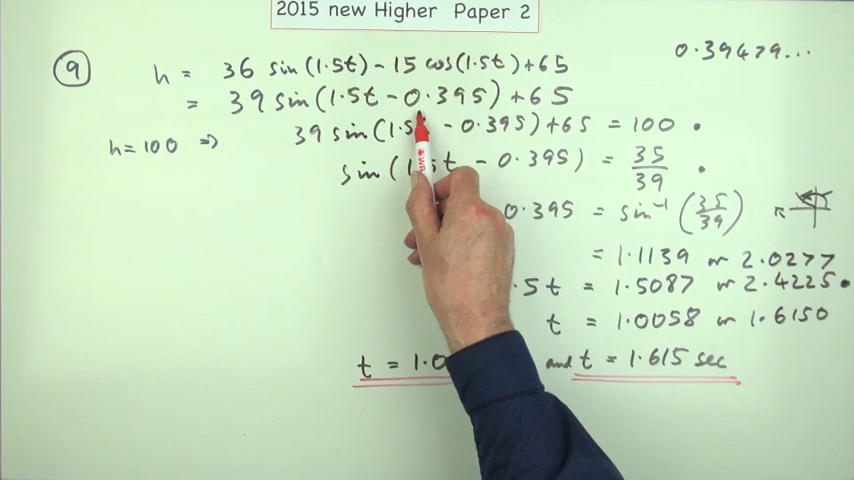 2015 new Higher Paper 2
9
0.39479...
h = 36 sin(1.5t) - 15 cos(1.5t) + 65
= 39 sin(1.5t - 0.395) + 65
h = 100 ⇒ 39 sin(1.5 - 0.395) + 65 = 100 .
sin(1.5t - 0.395) = 35/39 .
0.395 = sin⁻¹(35/39)
= 1.1139 or 2.0277
.5t = 1.5087 or 2.4225 .
t = 1.0058 or 1.6150
t = 1.0 and t = 1.615 sec